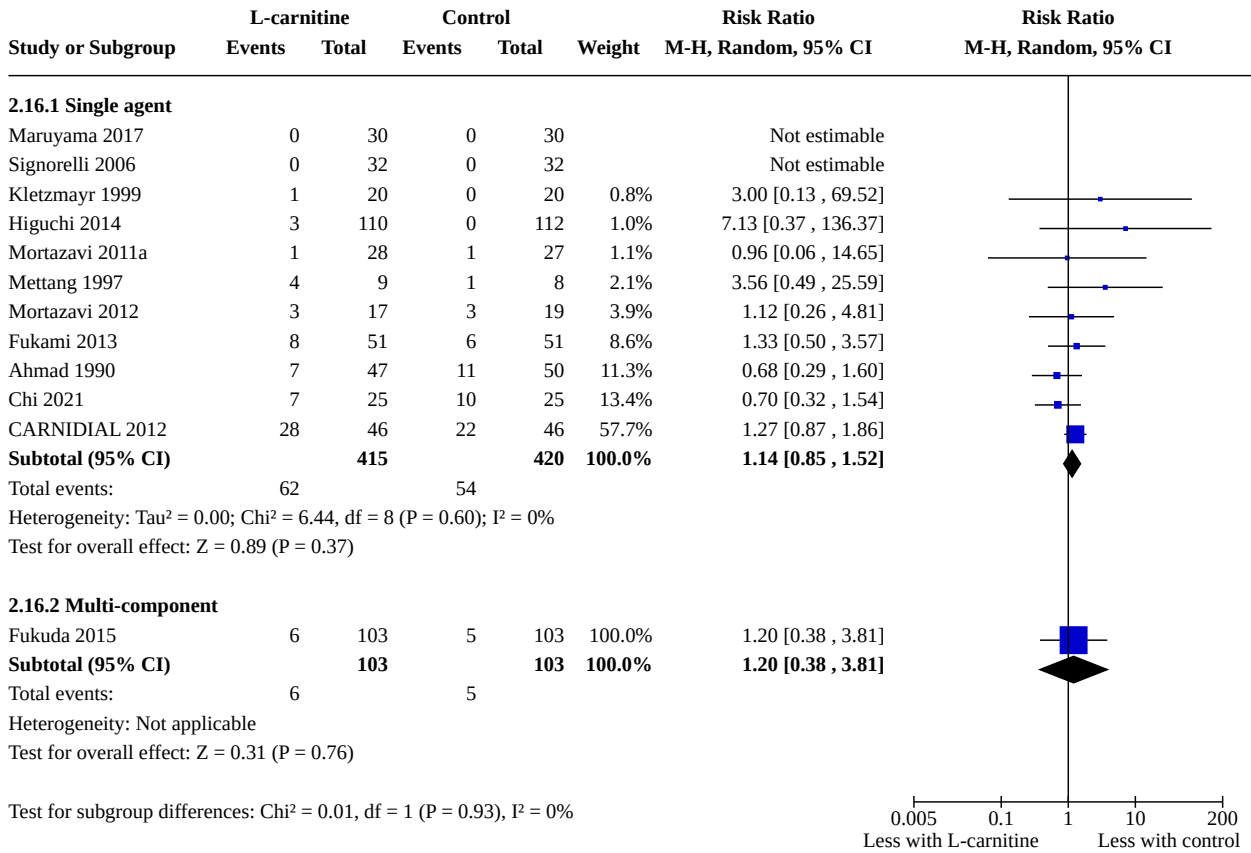 L-carnitine Control Risk Ratio Risk Ratio
Study or Subgroup Events Total Events Total Weight M-H, Random, 95% CI M-H, Random, 95% CI
2.16.1 Single agent
Maruyama 2017 0 30 0 30 Not estimable
Signorelli 2006 0 32 0 32 Not estimable
Kletzmayr 1999 1 20 0 20 0.8% 3.00 [0.13 , 69.52]
Higuchi 2014 3 110 0 112 1.0% 7.13 [0.37 , 136.37]
Mortazavi 2011a 1 28 1 27 1.1% 0.96 [0.06 , 14.65]
Mettang 1997 4 9 1 8 2.1% 3.56 [0.49 , 25.59]
Mortazavi 2012 3 17 3 19 3.9% 1.12 [0.26 , 4.81]
Fukami 2013 8 51 6 51 8.6% 1.33 [0.50 , 3.57]
Ahmad 1990 7 47 11 50 11.3% 0.68 [0.29 , 1.60]
Chi 2021 7 25 10 25 13.4% 0.70 [0.32 , 1.54]
CARNIDIAL 2012 28 46 22 46 57.7% 1.27 [0.87 , 1.86]
Subtotal (95% CI) 415 420 100.0% 1.14 [0.85 , 1.52]
Total events: 62 54
Heterogeneity: Tau² = 0.00; Chi² = 6.44, df = 8 (P = 0.60); I² = 0%
Test for overall effect: Z = 0.89 (P = 0.37)
2.16.2 Multi-component
Fukuda 2015 6 103 5 103 100.0% 1.20 [0.38 , 3.81]
Subtotal (95% CI) 103 103 100.0% 1.20 [0.38 , 3.81]
Total events: 6 5
Heterogeneity: Not applicable
Test for overall effect: Z = 0.31 (P = 0.76)
Test for subgroup differences: Chi² = 0.01, df = 1 (P = 0.93), I² = 0%
0.005 0.1 1 10 200
Less with L-carnitine Less with control